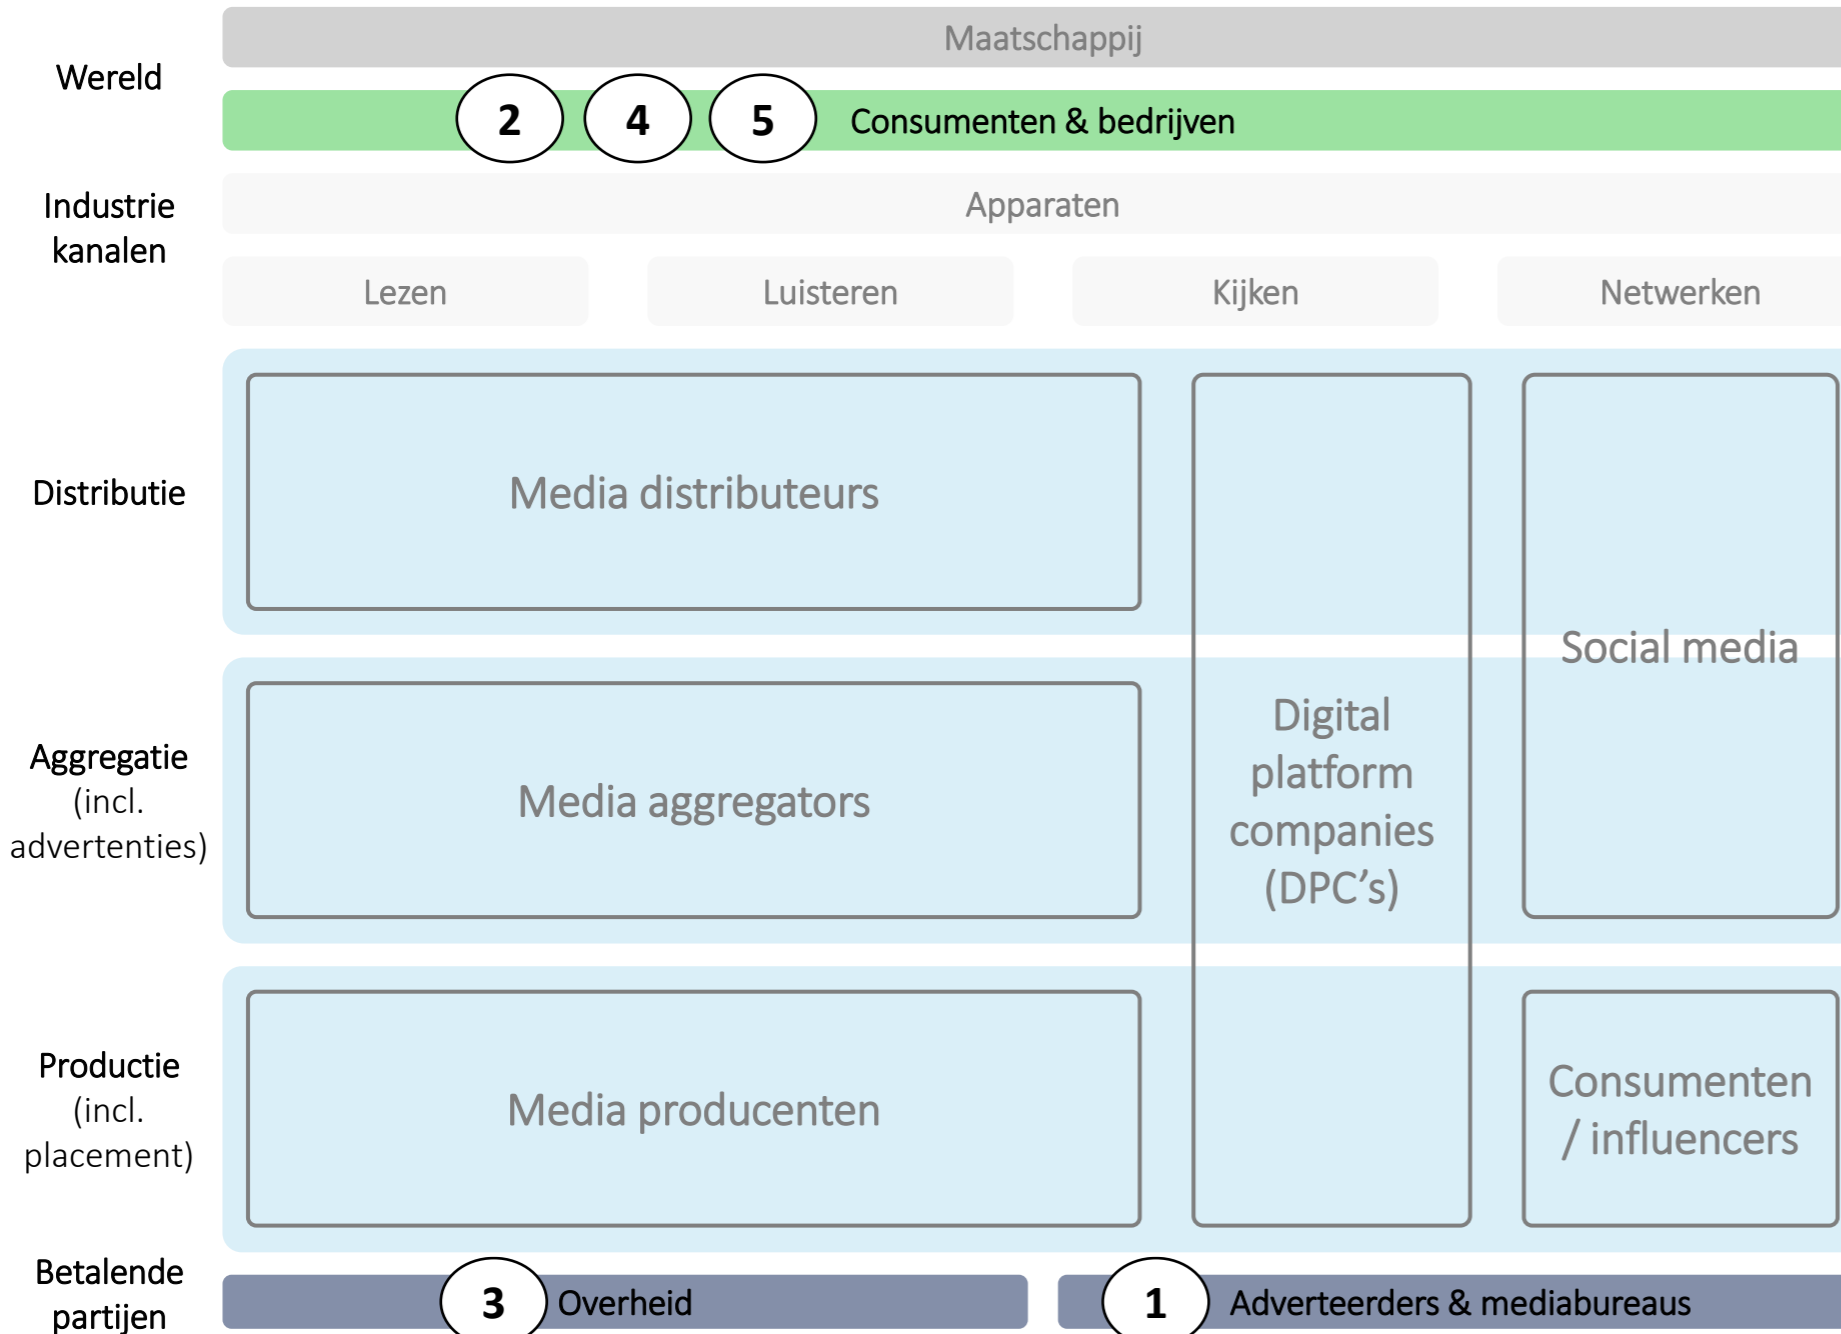 Maatschappij
Wereld
2 4 5 Consumenten & bedrijven
Industrie
kanalen
Apparaten
Lezen Luisteren Kijken Netwerken
Distributie
Media distributeurs
Social media
Aggregatie
(incl.
advertenties)
Media aggregators
Digital
platform
companies
(DPC’s)
Productie
(incl.
placement)
Media producenten
Consumenten
/ influencers
Betalende
partijen
3 Overheid
1 Adverteerders & mediabureaus